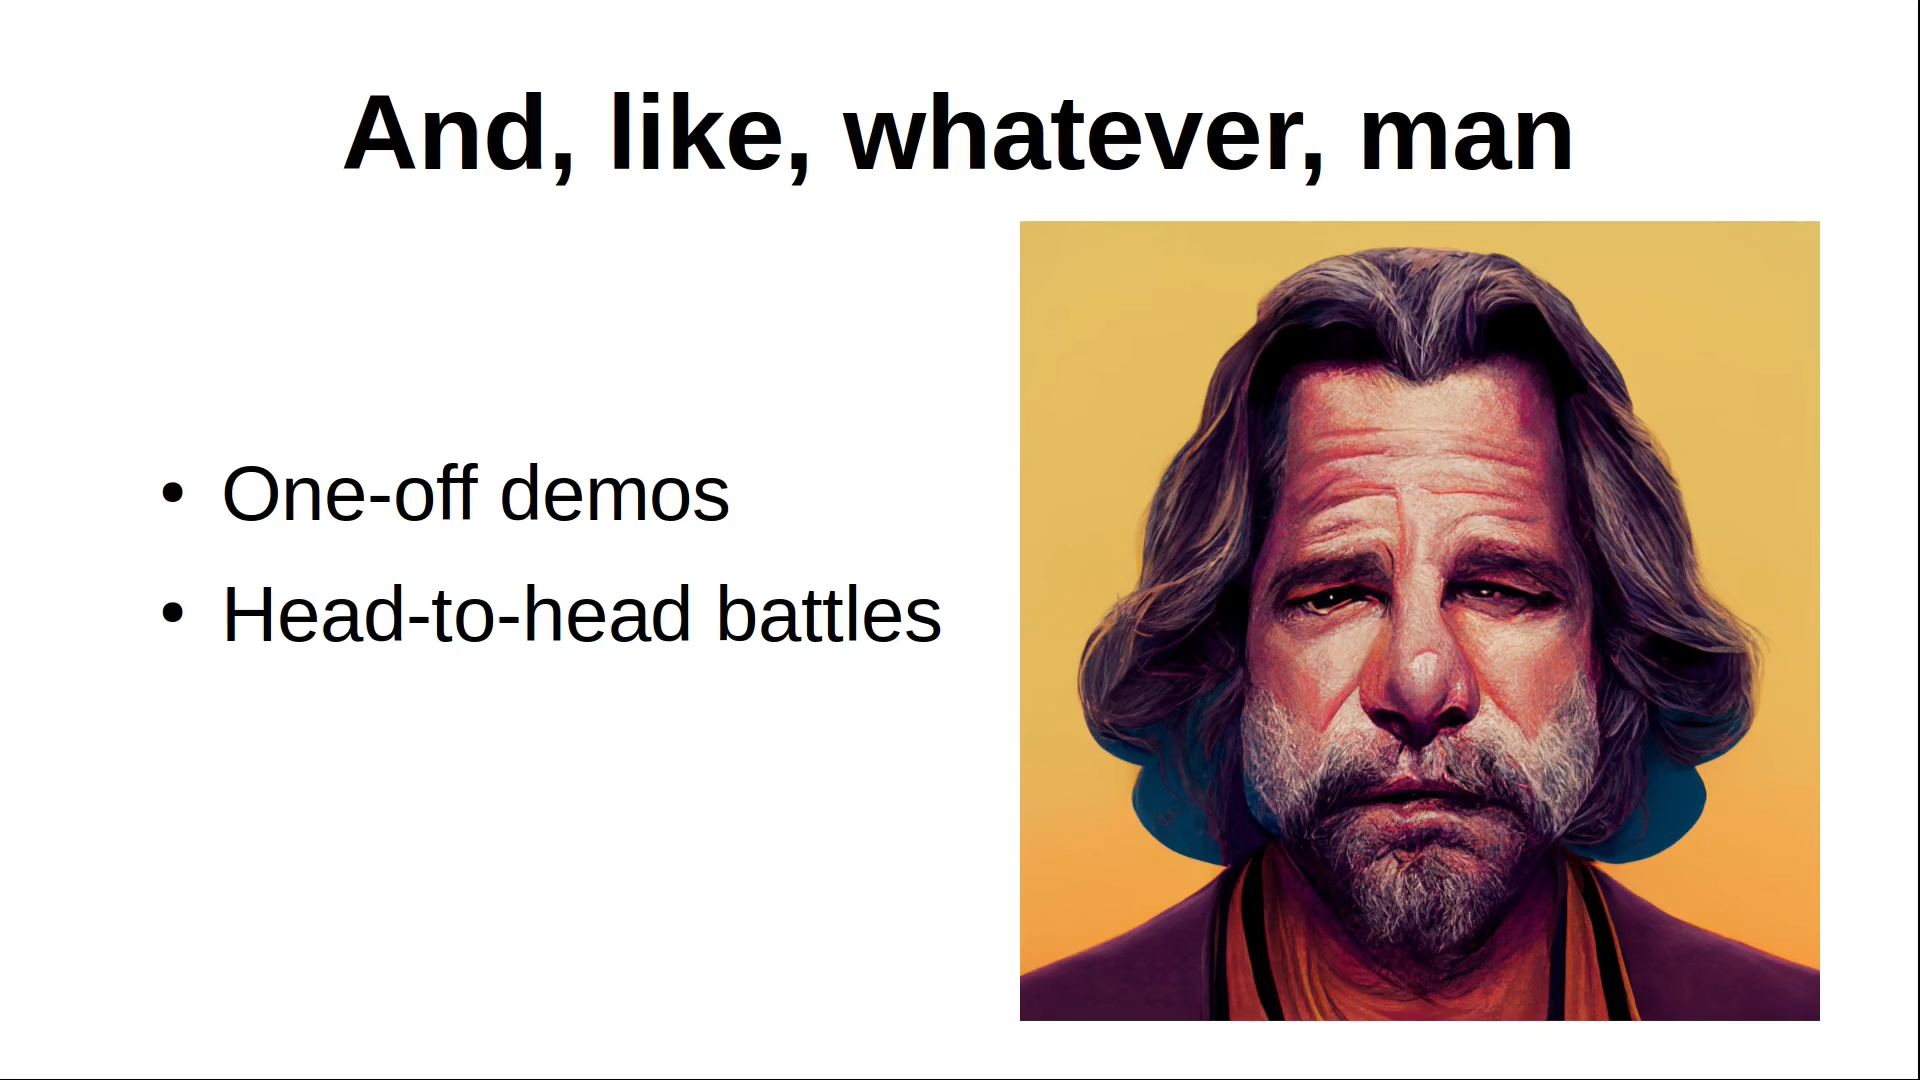 And, like, whatever, man
• One-off demos
• Head-to-head battles